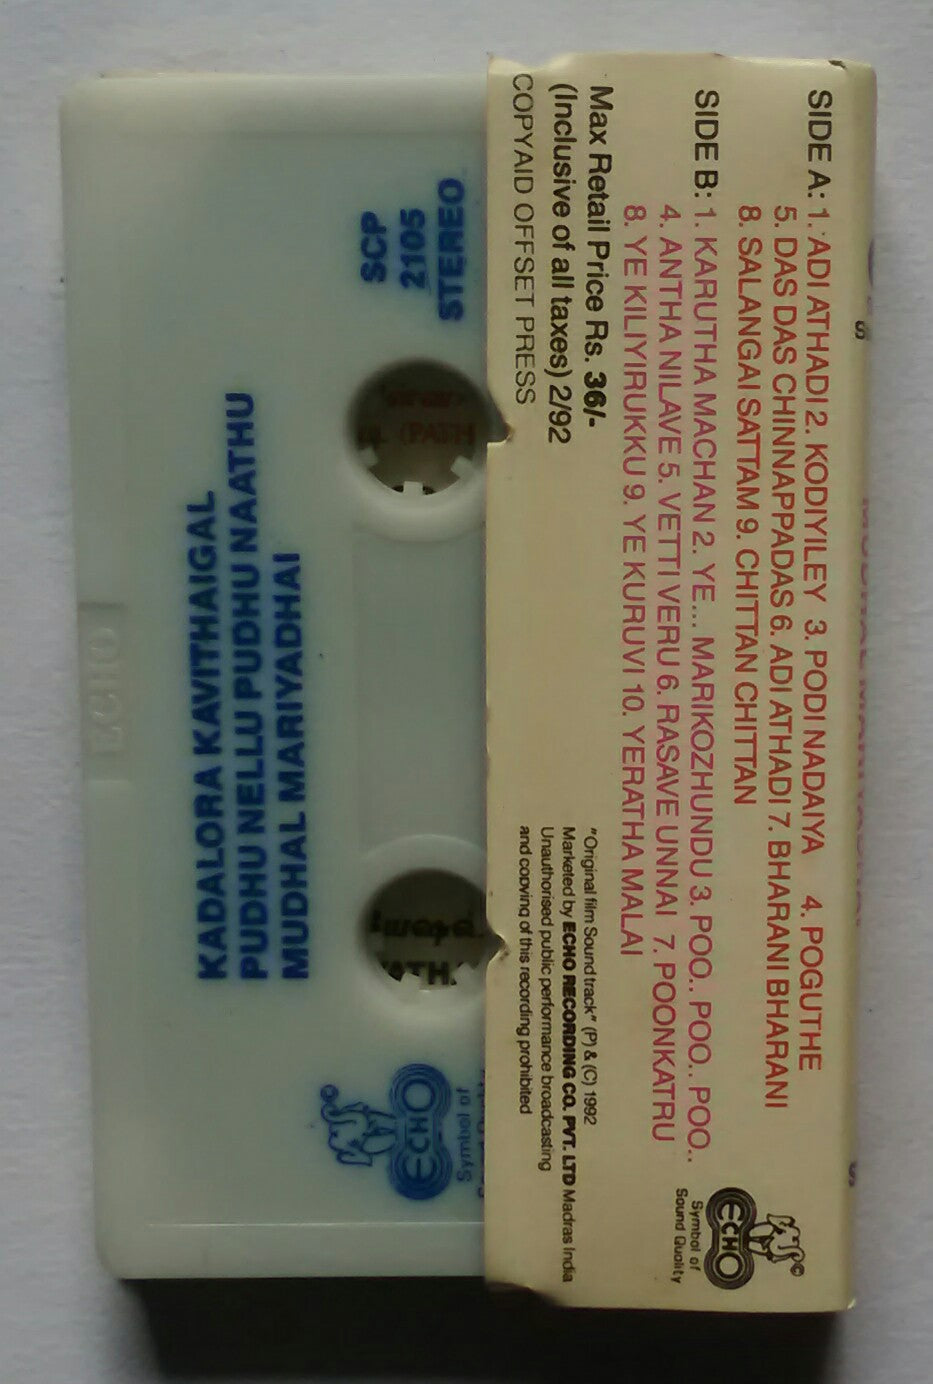 SIDE A: 1. ADI ATHADI 2. KODIYILEY 3. PODI NADAIYA 4. POGUTHE
5. DAS DAS CHINNAPPADAS 6. ADI ATHADI 7. BHARANI BHARANI
8. SALANGAI SATTAM 9. CHITTAN CHITTAN
SIDE B: 1. KARUTHA MACHAN 2. YE... MARIKOZHUNDU 3. POO.. POO.. POO..
4. ANTHA NILAVE 5. VETTI VERU 6. RASAVE UNNAI 7. POONKATRU
8. YE KILIYIRUKKU 9. YE KURUVI 10. YERATHA MALAI
Max Retail Price Rs. 36/-
(Inclusive of all taxes) 2/92
COPYAID OFFSET PRESS
"Original film Sound track" (P) & (C) 1992
Marketed by ECHO RECORDING CO. PVT. LTD Madras India
Unauthorised public performance broadcasting
and copying of this recording prohibited
ECHO
©
Symbol of
Sound Quality
STEREO
2105
SCP
KADALORA KAVITHAIGAL
PUDHU NELLU PUDHU NAATHU
MUDHAL MARIYADHAI
ECHO
©
Symbol of
ECHO